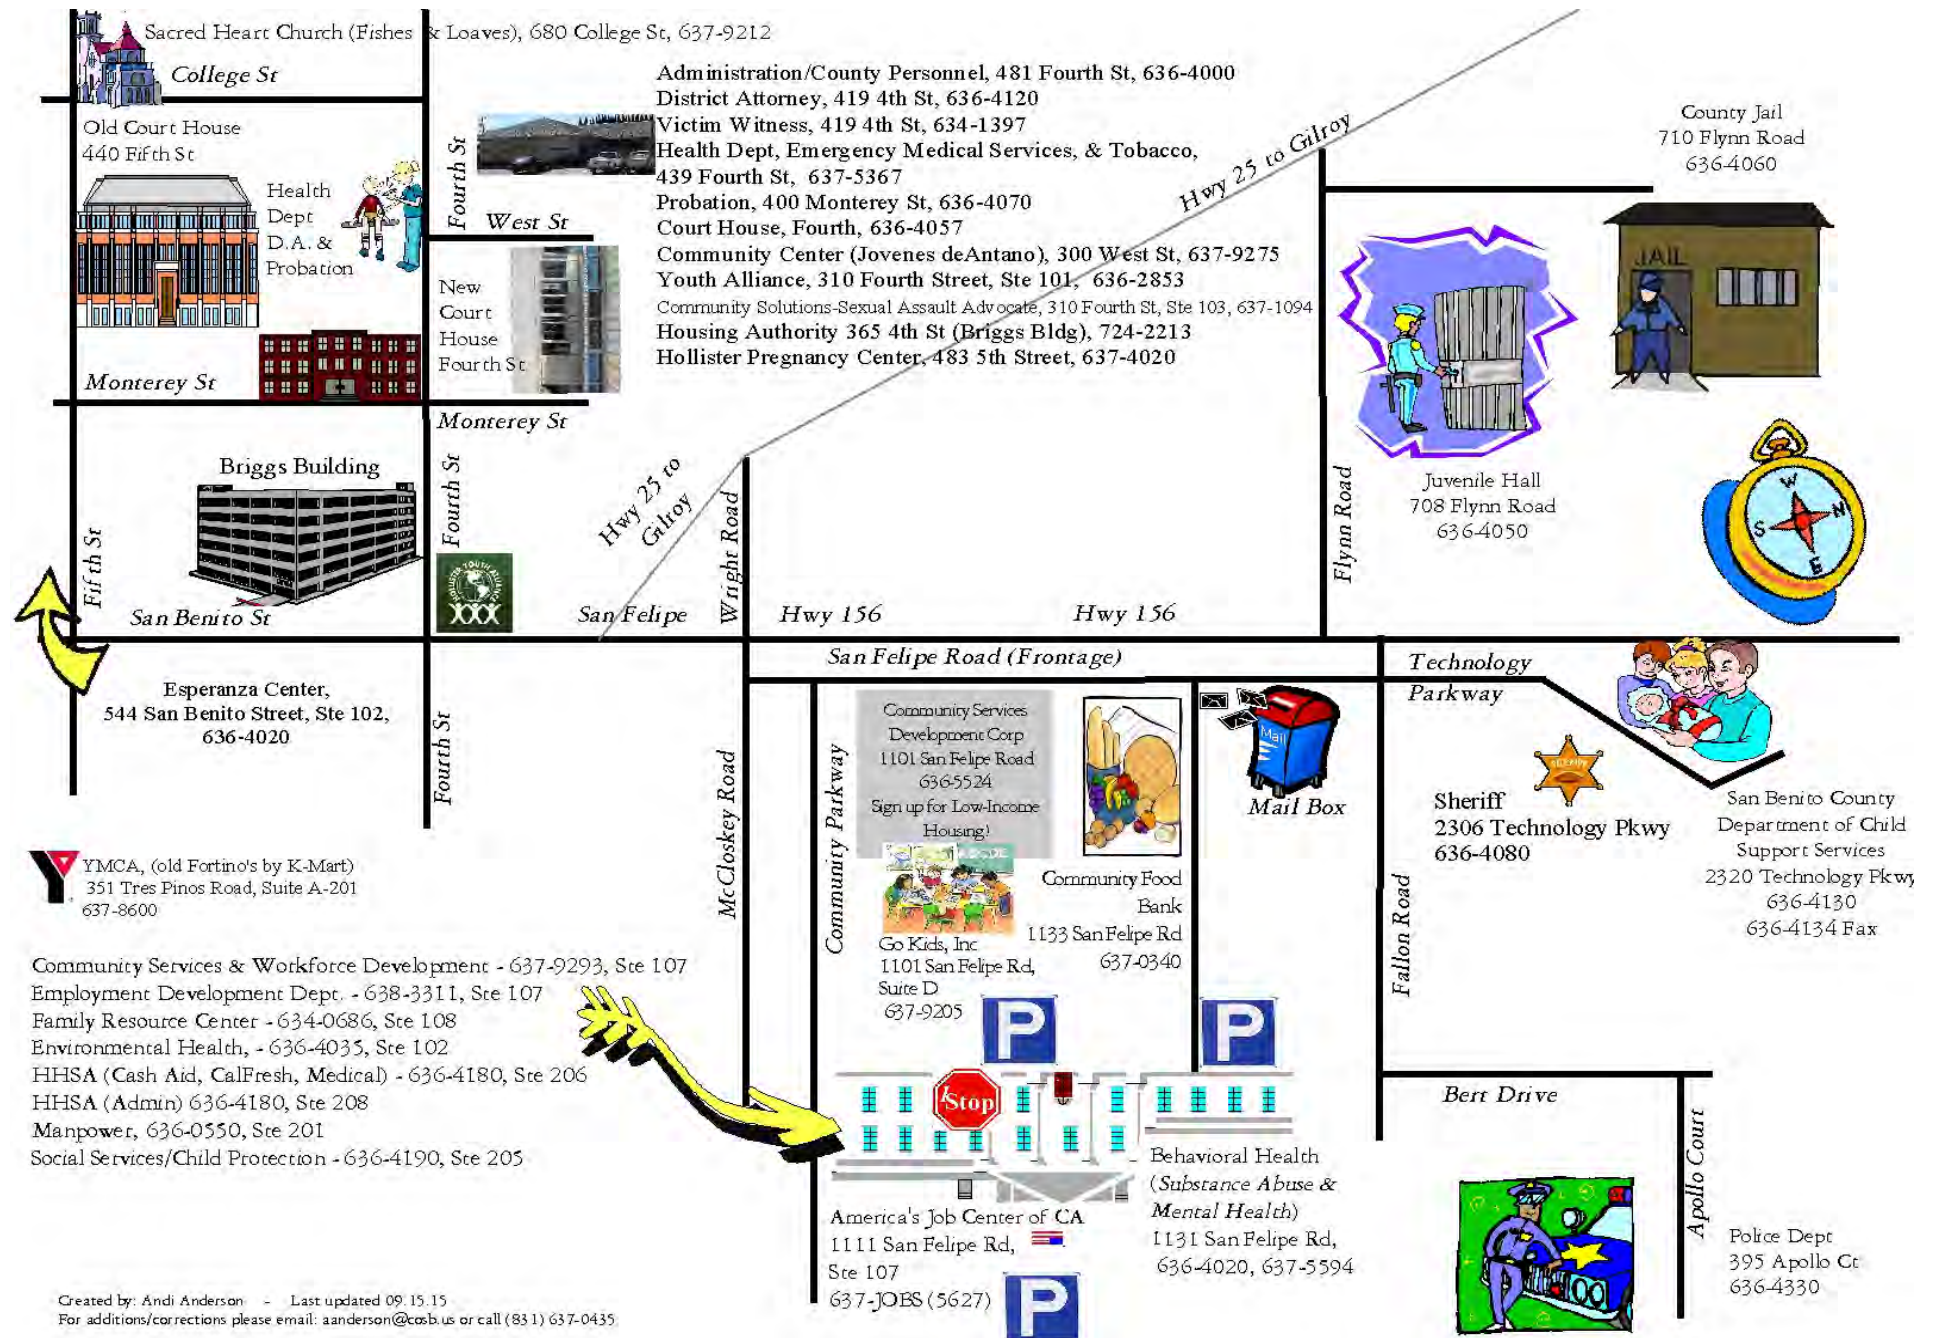 Sacred Heart Church (Fishes & Loaves), 680 College St, 637-9212
College St
Old Court House
440 Fifth St
Health
Dept
D.A. &
Probation
Fourth St
West St
New
Court
House
Fourth St
Monterey St
Monterey St
Administration/County Personnel, 481 Fourth St, 636-4000
District Attorney, 419 4th St, 636-4120
Victim Witness, 419 4th St, 634-1397
Health Dept, Emergency Medical Services, & Tobacco,
439 Fourth St, 637-5367
Probation, 400 Monterey St, 636-4070
Court House, Fourth, 636-4057
Community Center (Jovenes deAntano), 300 West St, 637-9275
Youth Alliance, 310 Fourth Street, Ste 101, 636-2853
Community Solutions-Sexual Assault Advocate, 310 Fourth St, Ste 103, 637-1094
Housing Authority 365 4th St (Briggs Bldg), 724-2213
Hollister Pregnancy Center, 483 5th Street, 637-4020
Hwy 25 to Gilroy
County Jail
710 Flynn Road
636-4060
JAIL
Juvenile Hall
708 Flynn Road
636-4050
Flynn Road
W
N
S
E
Briggs Building
Fifth St
Fourth St
HOLLISTER YOUTH ALLIANCE
XXX
San Benito St
Hwy 25 to
Gilroy
San Felipe
Wright Road
Hwy 156
Hwy 156
San Felipe Road (Frontage)
Technology
Parkway
Esperanza Center,
544 San Benito Street, Ste 102,
636-4020
Fourth St
McCloskey Road
Community Parkway
Community Services
Development Corp
1101 San Felipe Road
636-5524
Sign up for Low-Income
Housing!
Mail
Mail Box
Community Food
Bank
1133 San Felipe Rd
637-0340
Go Kids, Inc
1101 San Felipe Rd,
Suite D
637-9205
Fallon Road
SHERIFF
Sheriff
2306 Technology Pkwy
636-4080
San Benito County
Department of Child
Support Services
2320 Technology Pkwy
636-4130
636-4134 Fax
YMCA, (old Fortino's by K-Mart)
351 Tres Pinos Road, Suite A-201
637-8600
Community Services & Workforce Development - 637-9293, Ste 107
Employment Development Dept. - 638-3311, Ste 107
Family Resource Center - 634-0686, Ste 108
Environmental Health, - 636-4035, Ste 102
HHSA (Cash Aid, CalFresh, Medical) - 636-4180, Ste 206
HHSA (Admin) 636-4180, Ste 208
Manpower, 636-0550, Ste 201
Social Services/Child Protection - 636-4190, Ste 205
P
P
1Stop
America's Job Center of CA
1111 San Felipe Rd,
Ste 107
637-JOBS (5627)
P
Behavioral Health
(Substance Abuse &
Mental Health)
1131 San Felipe Rd,
636-4020, 637-5594
Bert Drive
Apollo Court
Police Dept
395 Apollo Ct
636-4330
Created by: Andi Anderson - Last updated 09.15.15
For additions/corrections please email: aanderson@cosb.us or call (831) 637-0435